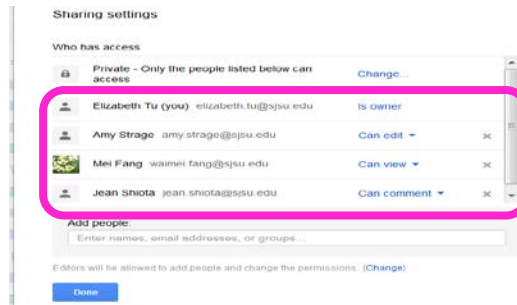 Sharing settings
Who has access
Private - Only the people listed below can
access
Change...
Elizabeth Tu (you) elizabeth.tu@sjsu.edu Is owner
Amy Strage amy.strage@sjsu.edu Can edit
Mei Fang waimei.fang@sjsu.edu Can view
Jean Shiota jean.shiota@sjsu.edu Can comment
Add people:
Enter names, email addresses, or groups...
Editors will be allowed to add people and change the permissions. [Change]
Done